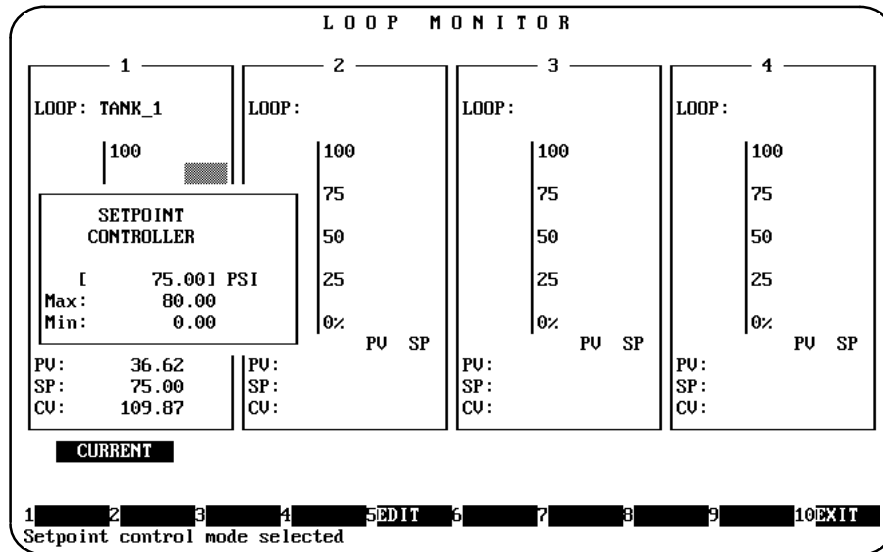 L O O P M O N I T O R
1 2 3 4
LOOP: TANK_1 LOOP: LOOP: LOOP:
100 100 100 100
75 75 75
SETPOINT
CONTROLLER 50 50 50
[ 75.00] PSI 25 25 25
Max: 80.00
Min: 0.00 0% 0% 0%
PV SP PV SP PV SP
PV: 36.62 PV: PV: PV:
SP: 75.00 SP: SP: SP:
CV: 109.87 CV: CV: CV:
CURRENT
1 2 3 4 5EDIT 6 7 8 9 10EXIT
Setpoint control mode selected